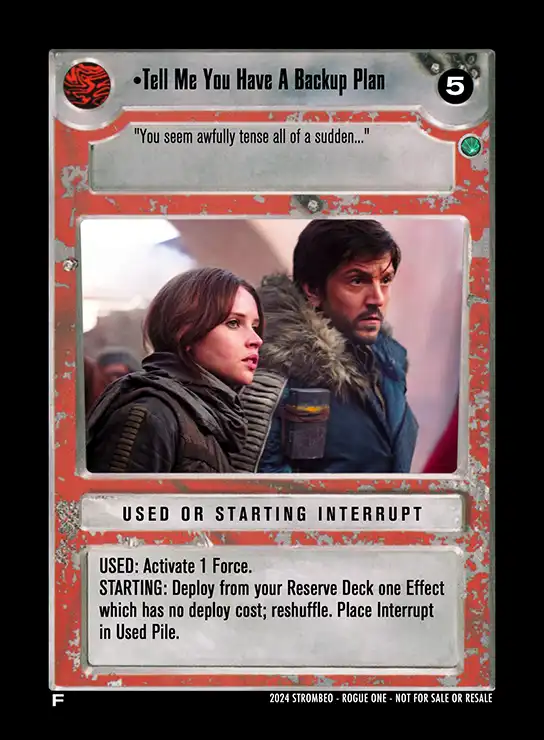 •Tell Me You Have A Backup Plan
5
"You seem awfully tense all of a sudden..."
USED OR STARTING INTERRUPT
USED: Activate 1 Force.
STARTING: Deploy from your Reserve Deck one Effect
which has no deploy cost; reshuffle. Place Interrupt
in Used Pile.
F
2024 STROMBEO - ROGUE ONE - NOT FOR SALE OR RESALE